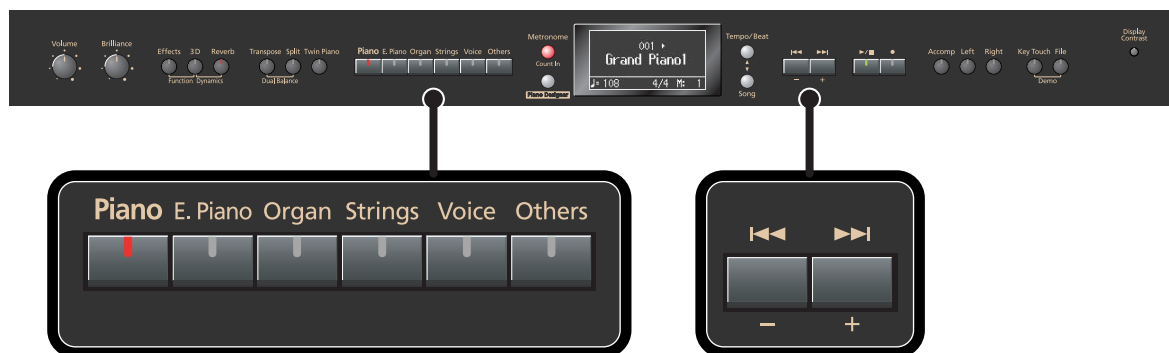 Volume
Brilliance
Effects 3D Reverb
Function Dynamics
Transpose Split Twin Piano
Dual Balance
Piano E. Piano Organ Strings Voice Others
Metronome
Count In
Piano Designer
001
Grand Piano1
♩= 108 4/4 M: 1
Tempo/Beat
Song
− +
Accomp Left Right
Key Touch File
Demo
Display
Contrast
Piano E. Piano Organ Strings Voice Others
− +